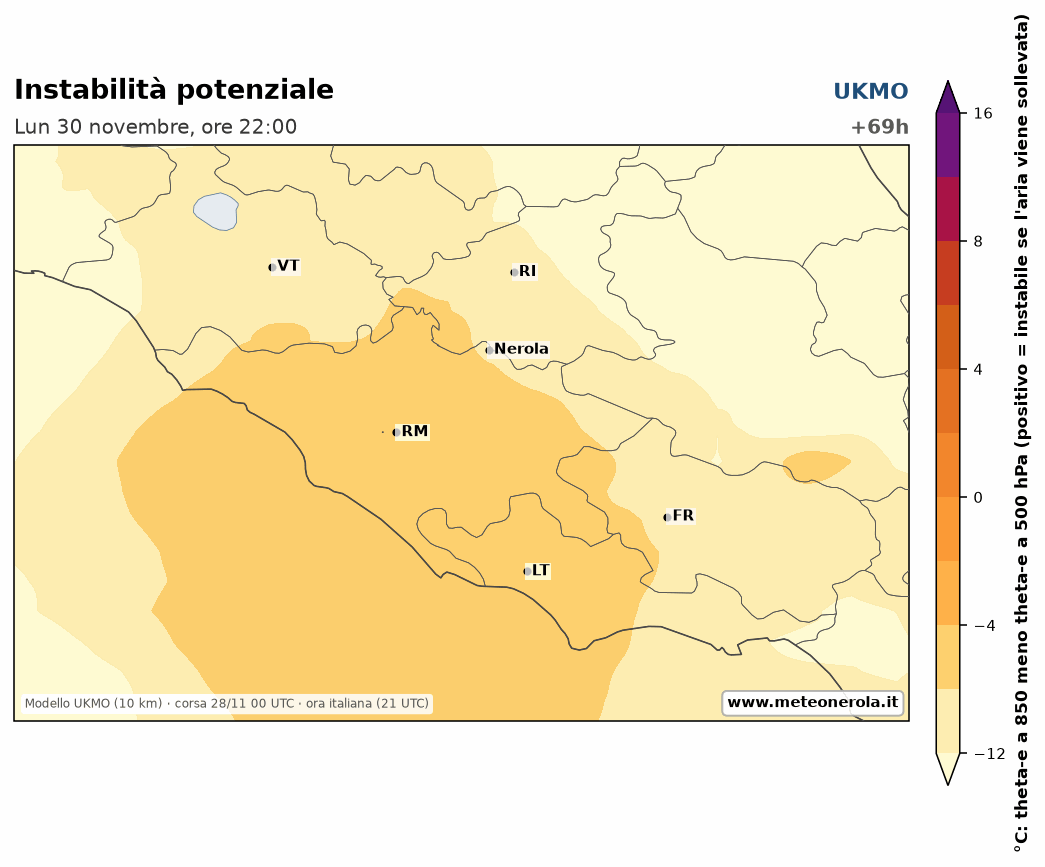 Instabilità potenziale
UKMO
Lun 30 novembre, ore 22:00
+69h
VT
RI
Nerola
RM
FR
LT
Modello UKMO (10 km) · corsa 28/11 00 UTC · ora italiana (21 UTC)
www.meteonerola.it
16
8
4
0
−4
−12
°C: theta-e a 850 meno theta-e a 500 hPa (positivo = instabile se l'aria viene sollevata)